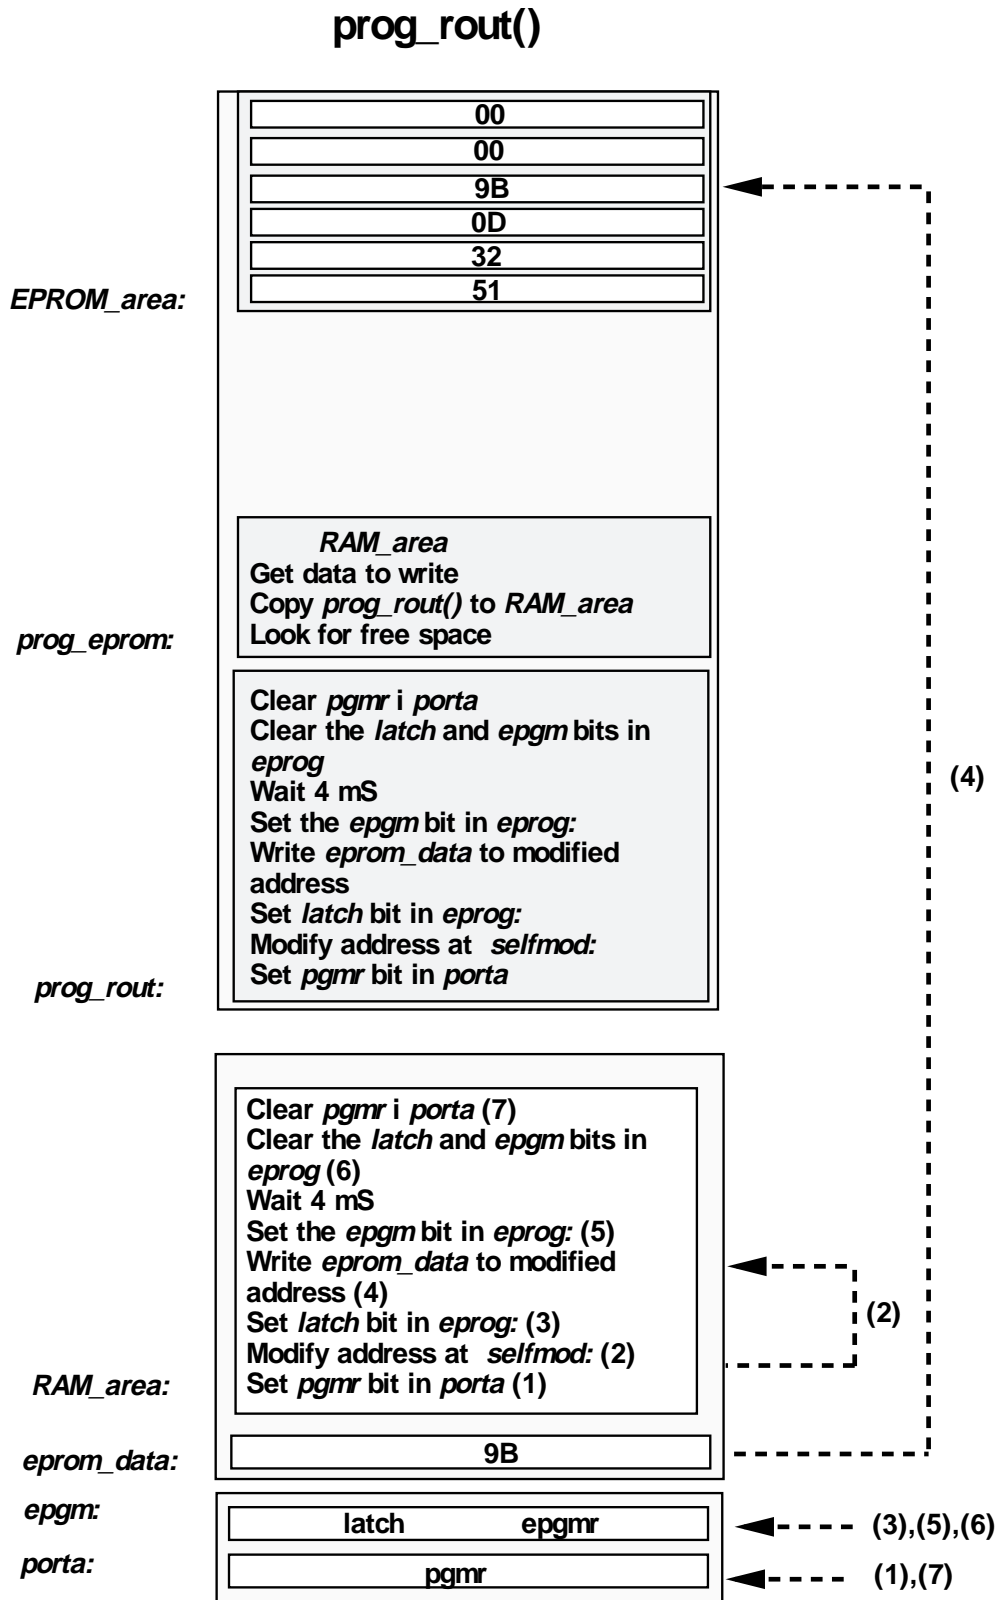 prog_rout()
00
00
9B
0D
32
51
EPROM_area:
RAM_area
Get data to write
Copy prog_rout() to RAM_area
Look for free space
prog_eprom:
Clear pgmr i porta
Clear the latch and epgm bits in
eprog
Wait 4 mS
Set the epgm bit in eprog:
Write eprom_data to modified
address
Set latch bit in eprog:
Modify address at selfmod:
Set pgmr bit in porta
prog_rout:
(4)
Clear pgmr i porta (7)
Clear the latch and epgm bits in
eprog (6)
Wait 4 mS
Set the epgm bit in eprog: (5)
Write eprom_data to modified
address (4)
Set latch bit in eprog: (3)
Modify address at selfmod: (2)
Set pgmr bit in porta (1)
(2)
RAM_area:
eprom_data:
9B
epgm:
latch epgmr
(3),(5),(6)
porta:
pgmr
(1),(7)